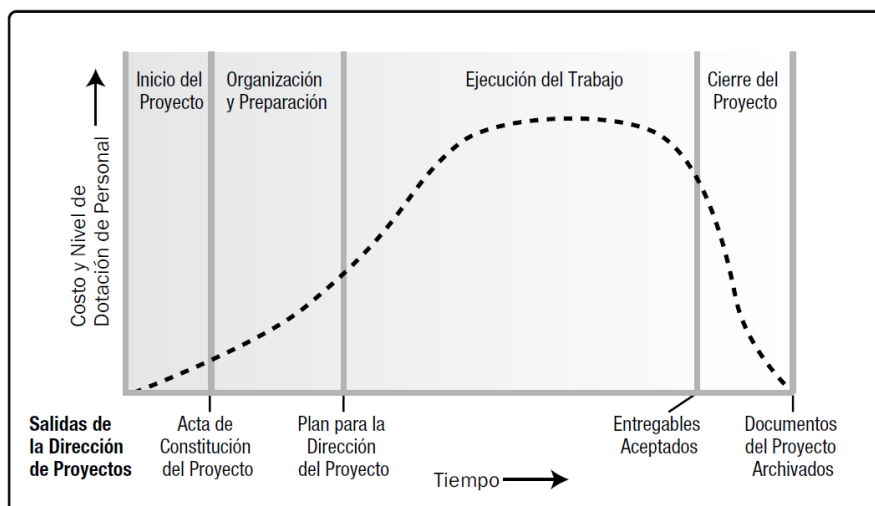 Inicio del
Proyecto
Organización
y Preparación
Ejecución del Trabajo
Cierre del
Proyecto
Costo y Nivel de
Dotación de Personal
Salidas de
la Dirección
de Proyectos
Acta de
Constitución
del Proyecto
Plan para la
Dirección
del Proyecto
Entregables
Aceptados
Documentos
del Proyecto
Archivados
Tiempo